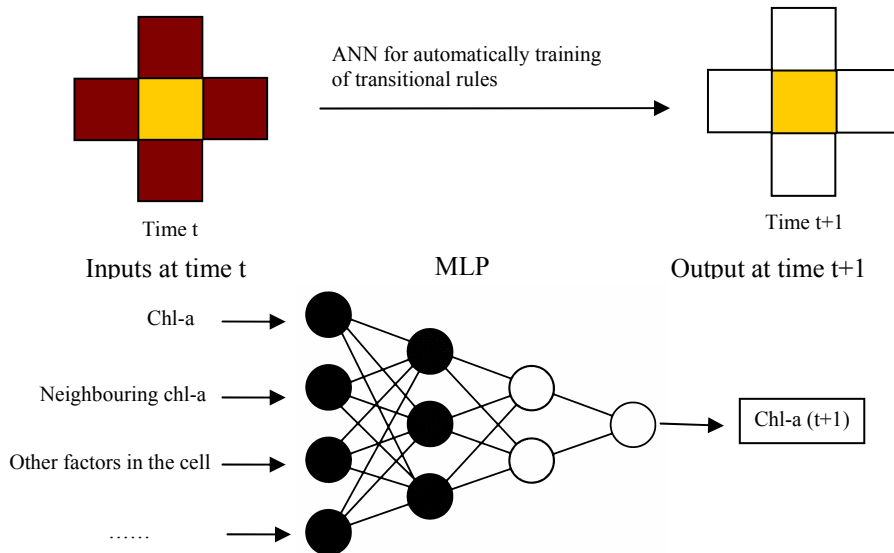 ANN for automatically training
of transitional rules
Time t
Time t+1
Inputs at time t
MLP
Output at time t+1
Chl-a
Neighbouring chl-a
Other factors in the cell
……
Chl-a (t+1)